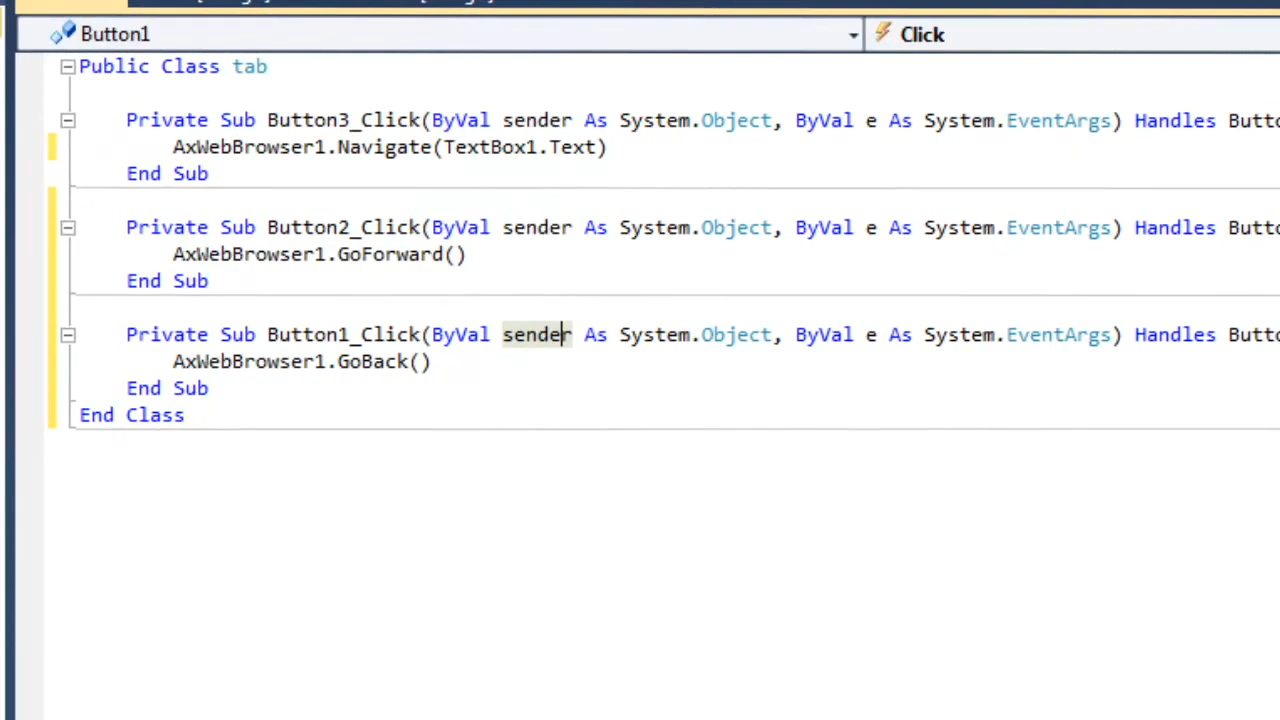 Button1
Click
Public Class tab
Private Sub Button3_Click(ByVal sender As System.Object, ByVal e As System.EventArgs) Handles Butto
AxWebBrowser1.Navigate(TextBox1.Text)
End Sub
Private Sub Button2_Click(ByVal sender As System.Object, ByVal e As System.EventArgs) Handles Butto
AxWebBrowser1.GoForward()
End Sub
Private Sub Button1_Click(ByVal sender As System.Object, ByVal e As System.EventArgs) Handles Butto
AxWebBrowser1.GoBack()
End Sub
End Class